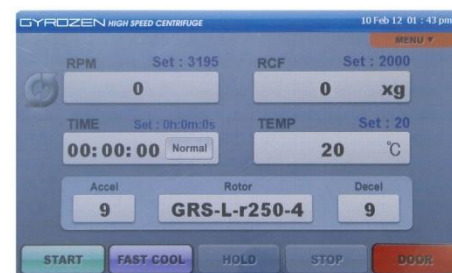 GYROZEN HIGH SPEED CENTRIFUGE 10 Feb 12 01 : 43 pm
MENU ▼
RPM Set : 3195 RCF Set : 2000
0 0 xg
TIME Set : 0h:0m:0s TEMP Set : 20
00: 00: 00 Normal 20 ℃
Accel Rotor Decel
9 GRS-L-r250-4 9
START FAST COOL HOLD STOP DOOR